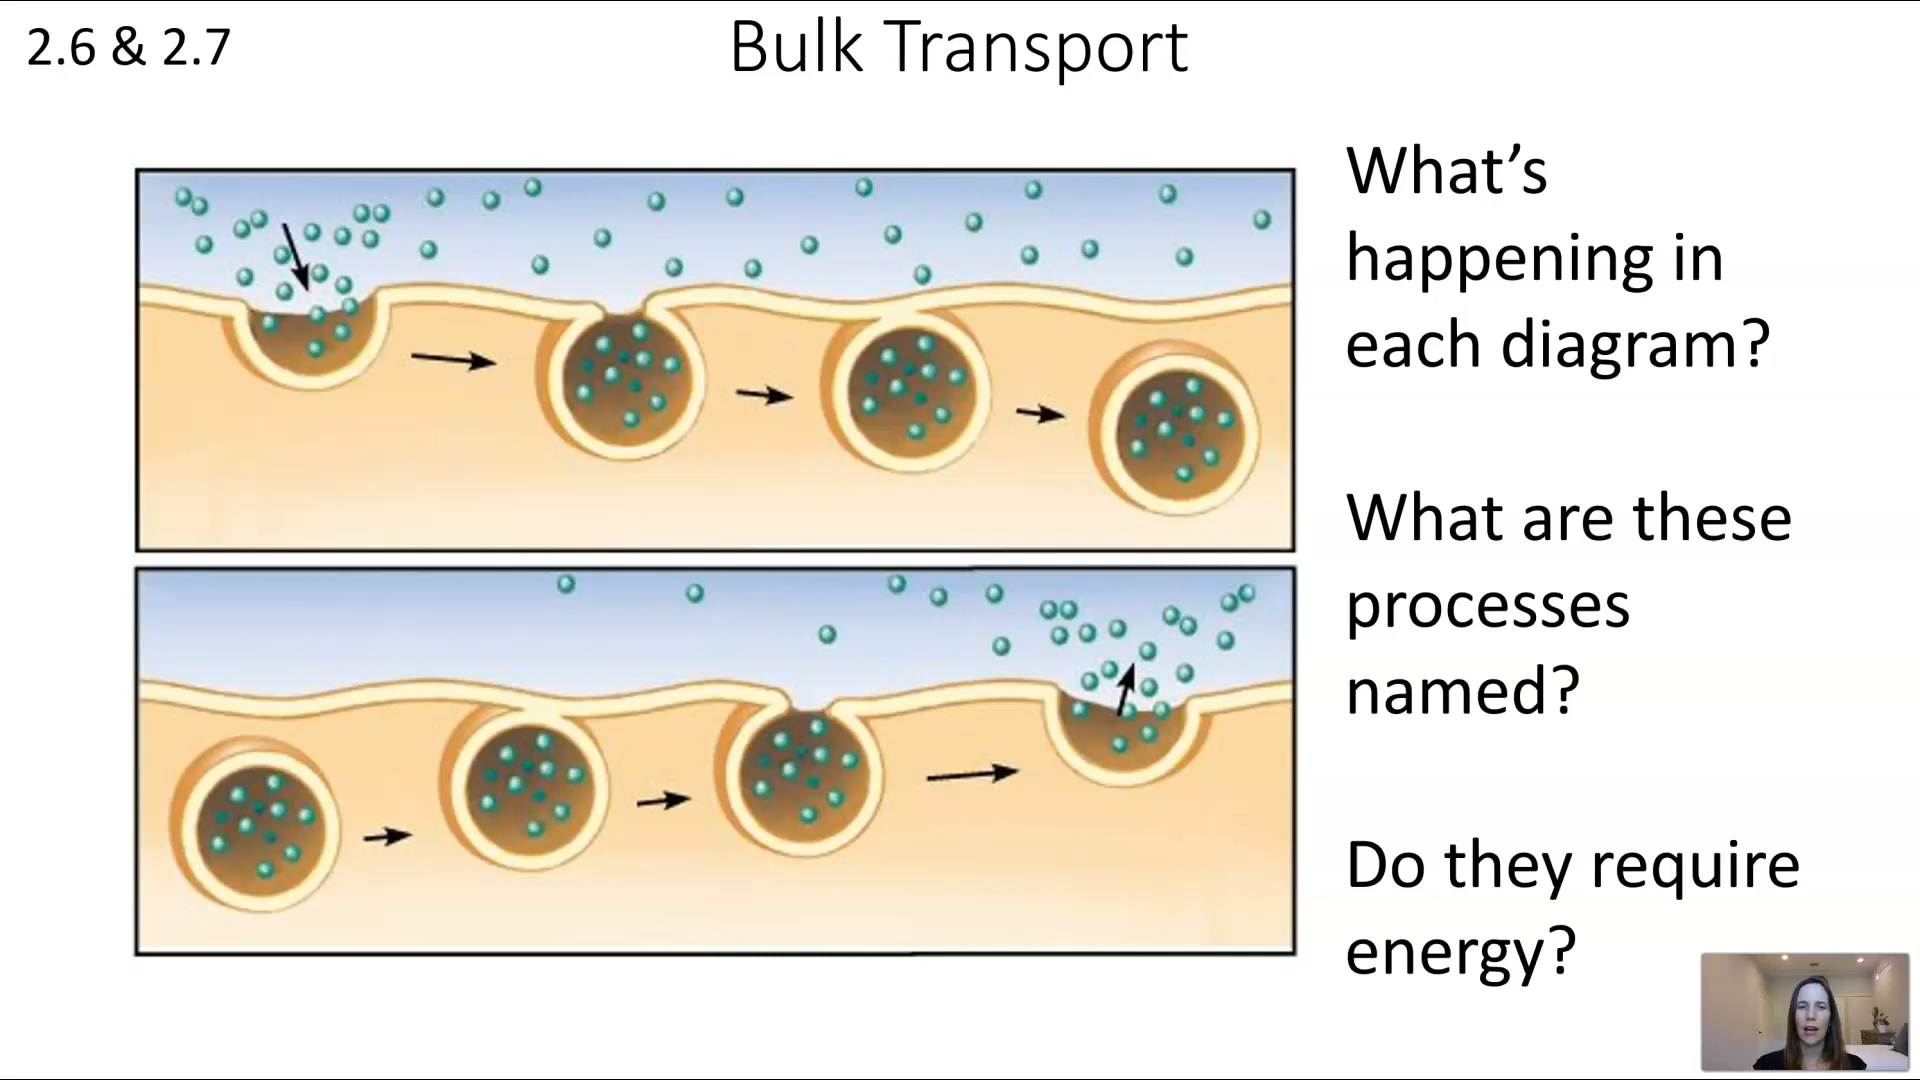 2.6 & 2.7
Bulk Transport
What’s
happening in
each diagram?
What are these
processes
named?
Do they require
energy?